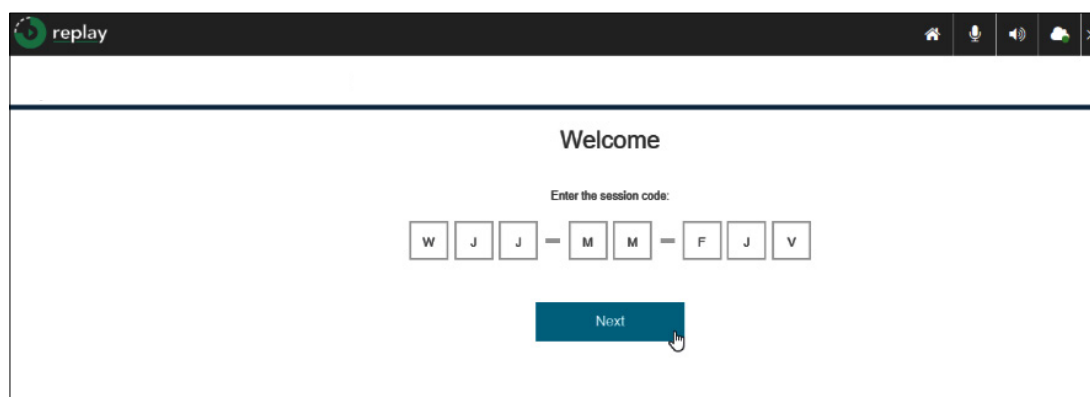 replay
Welcome
Enter the session code:
W J J – M M – F J V
Next